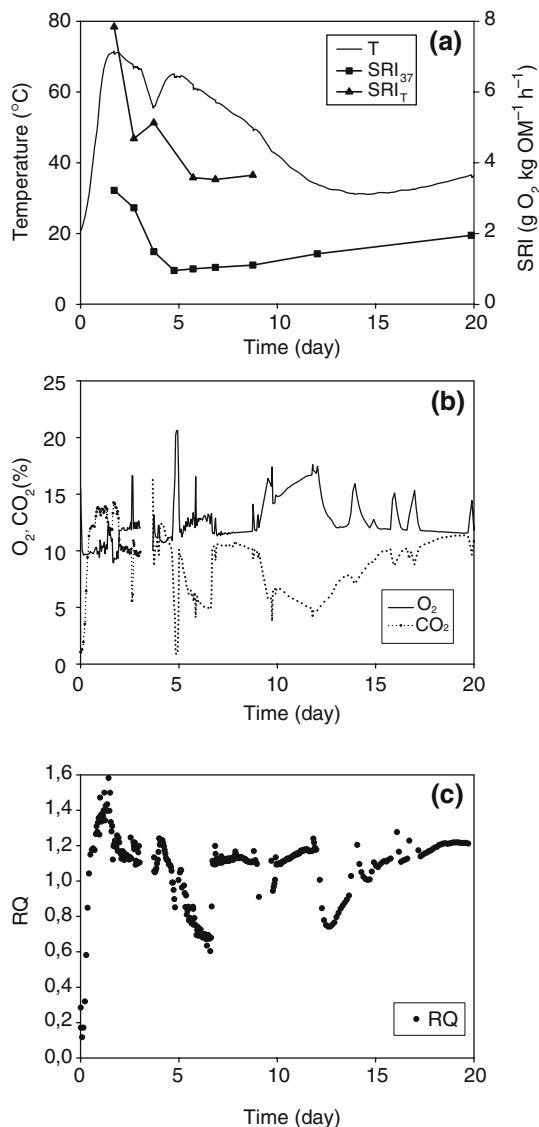 80
60
40
20
0
Temperature (°C)
(a)
T
SRI37
SRIT
8
6
4
2
0
SRI (g O2 kg OM−1 h−1)
0 5 10 15 20
Time (day)
25
20
15
10
5
0
O2, CO2(%)
(b)
O2
CO2
0 5 10 15 20
Time (day)
1,6
1,4
1,2
1,0
0,8
0,6
0,4
0,2
0,0
RQ
(c)
RQ
0 5 10 15 20
Time (day)